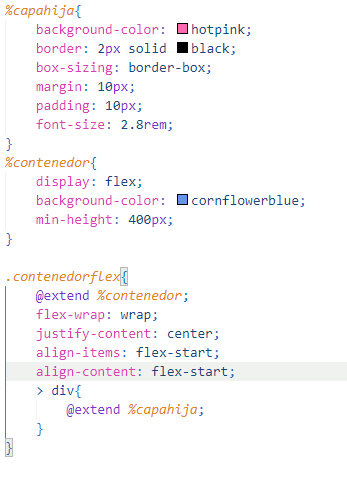 %capahija{
background-color: hotpink;
border: 2px solid black;
box-sizing: border-box;
margin: 10px;
padding: 10px;
font-size: 2.8rem;
}
%contenedor{
display: flex;
background-color: cornflowerblue;
min-height: 400px;
}
.contenedorflex{
@extend %contenedor;
flex-wrap: wrap;
justify-content: center;
align-items: flex-start;
align-content: flex-start;
> div{
@extend %capahija;
}
}